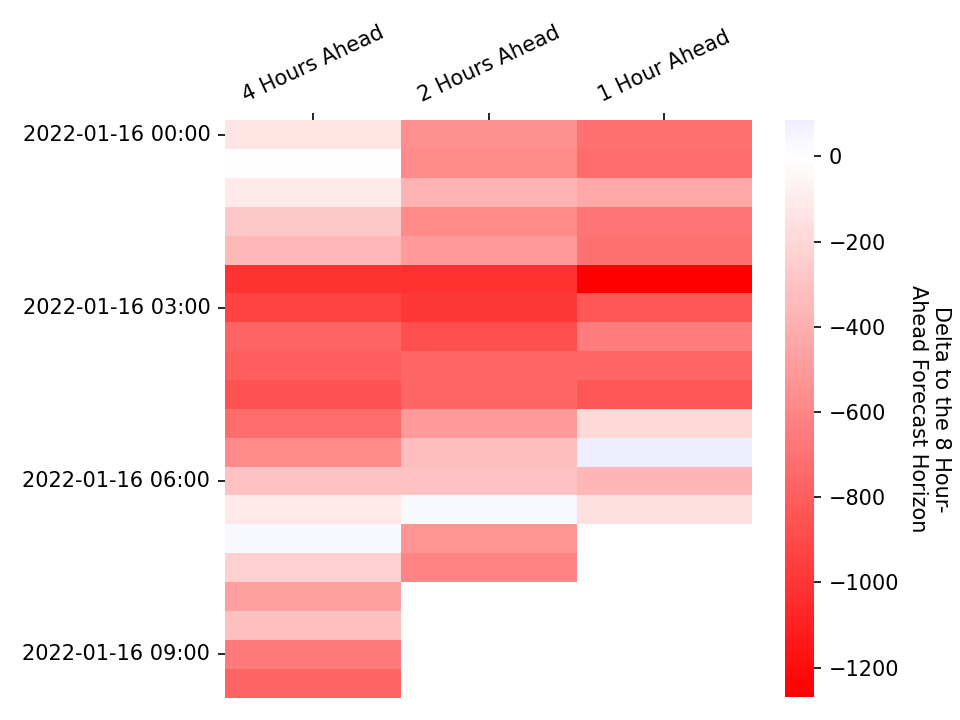 4 Hours Ahead
2 Hours Ahead
1 Hour Ahead
2022-01-16 00:00
2022-01-16 03:00
2022-01-16 06:00
2022-01-16 09:00
0
−200
−400
−600
−800
−1000
−1200
Delta to the 8 Hour-
Ahead Forecast Horizon